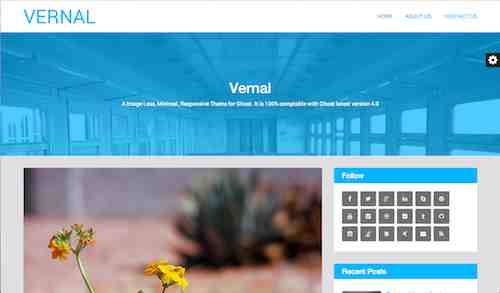 VERNAL
HOME ABOUT US CONTACT US
Vernal
A Image Less, Minimal, Responsive Theme for Ghost. It is 100% comptable with Ghost latest version 4.0
Follow
Recent Posts